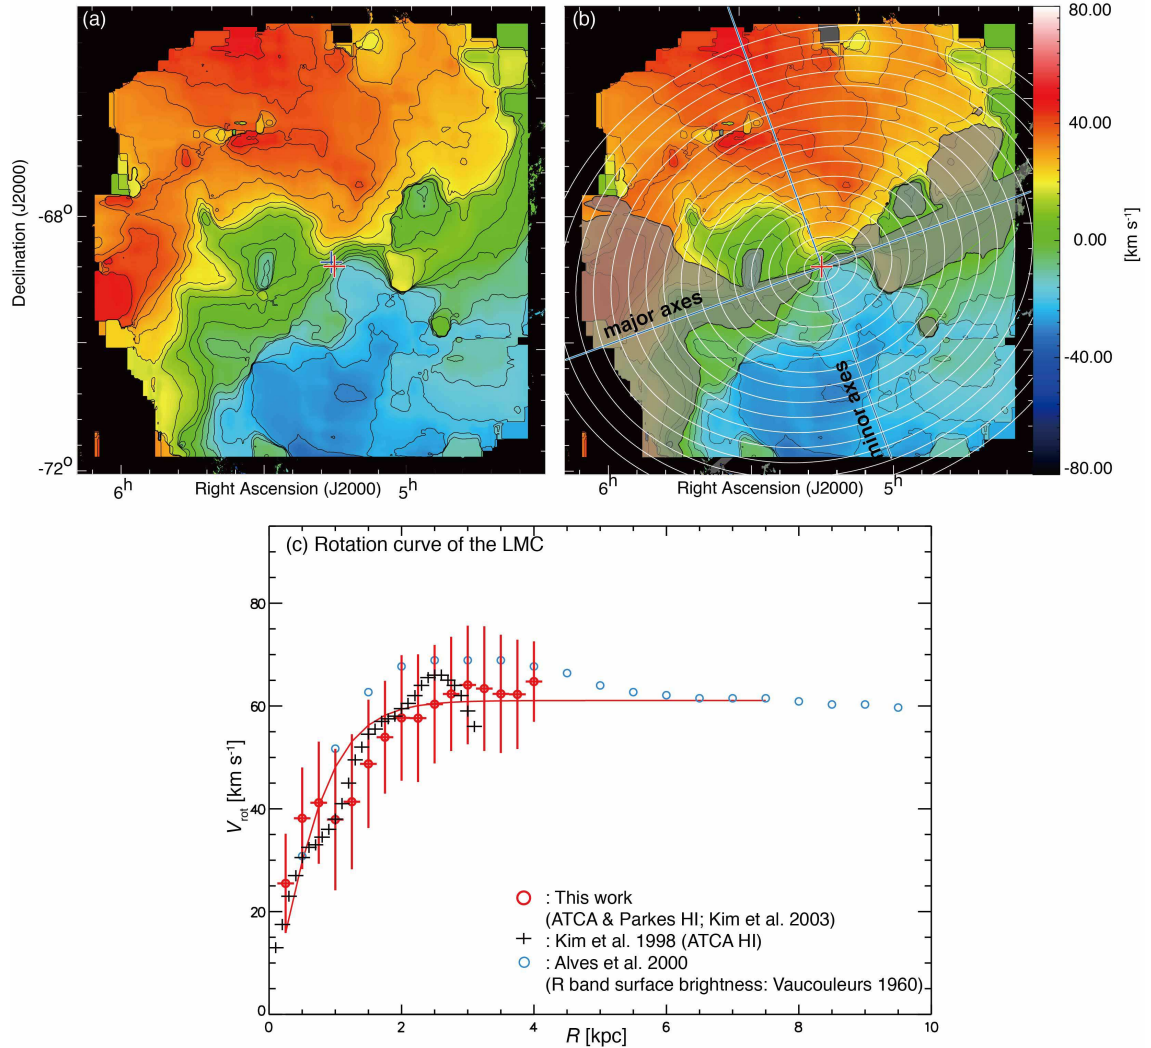 (a)
(b)
80.00
40.00
0.00
-40.00
-80.00
[km s⁻¹]
Declination (J2000)
-68°
-72°
major axes
minor axes
6ʰ
Right Ascension (J2000)
5ʰ
6ʰ
Right Ascension (J2000)
5ʰ
(c) Rotation curve of the LMC
80
60
40
20
0
V_rot [km s⁻¹]
: This work
(ATCA & Parkes HI; Kim et al. 2003)
: Kim et al. 1998 (ATCA HI)
: Alves et al. 2000
(R band surface brightness: Vaucouleurs 1960)
0 2 4 6 8 10
R [kpc]